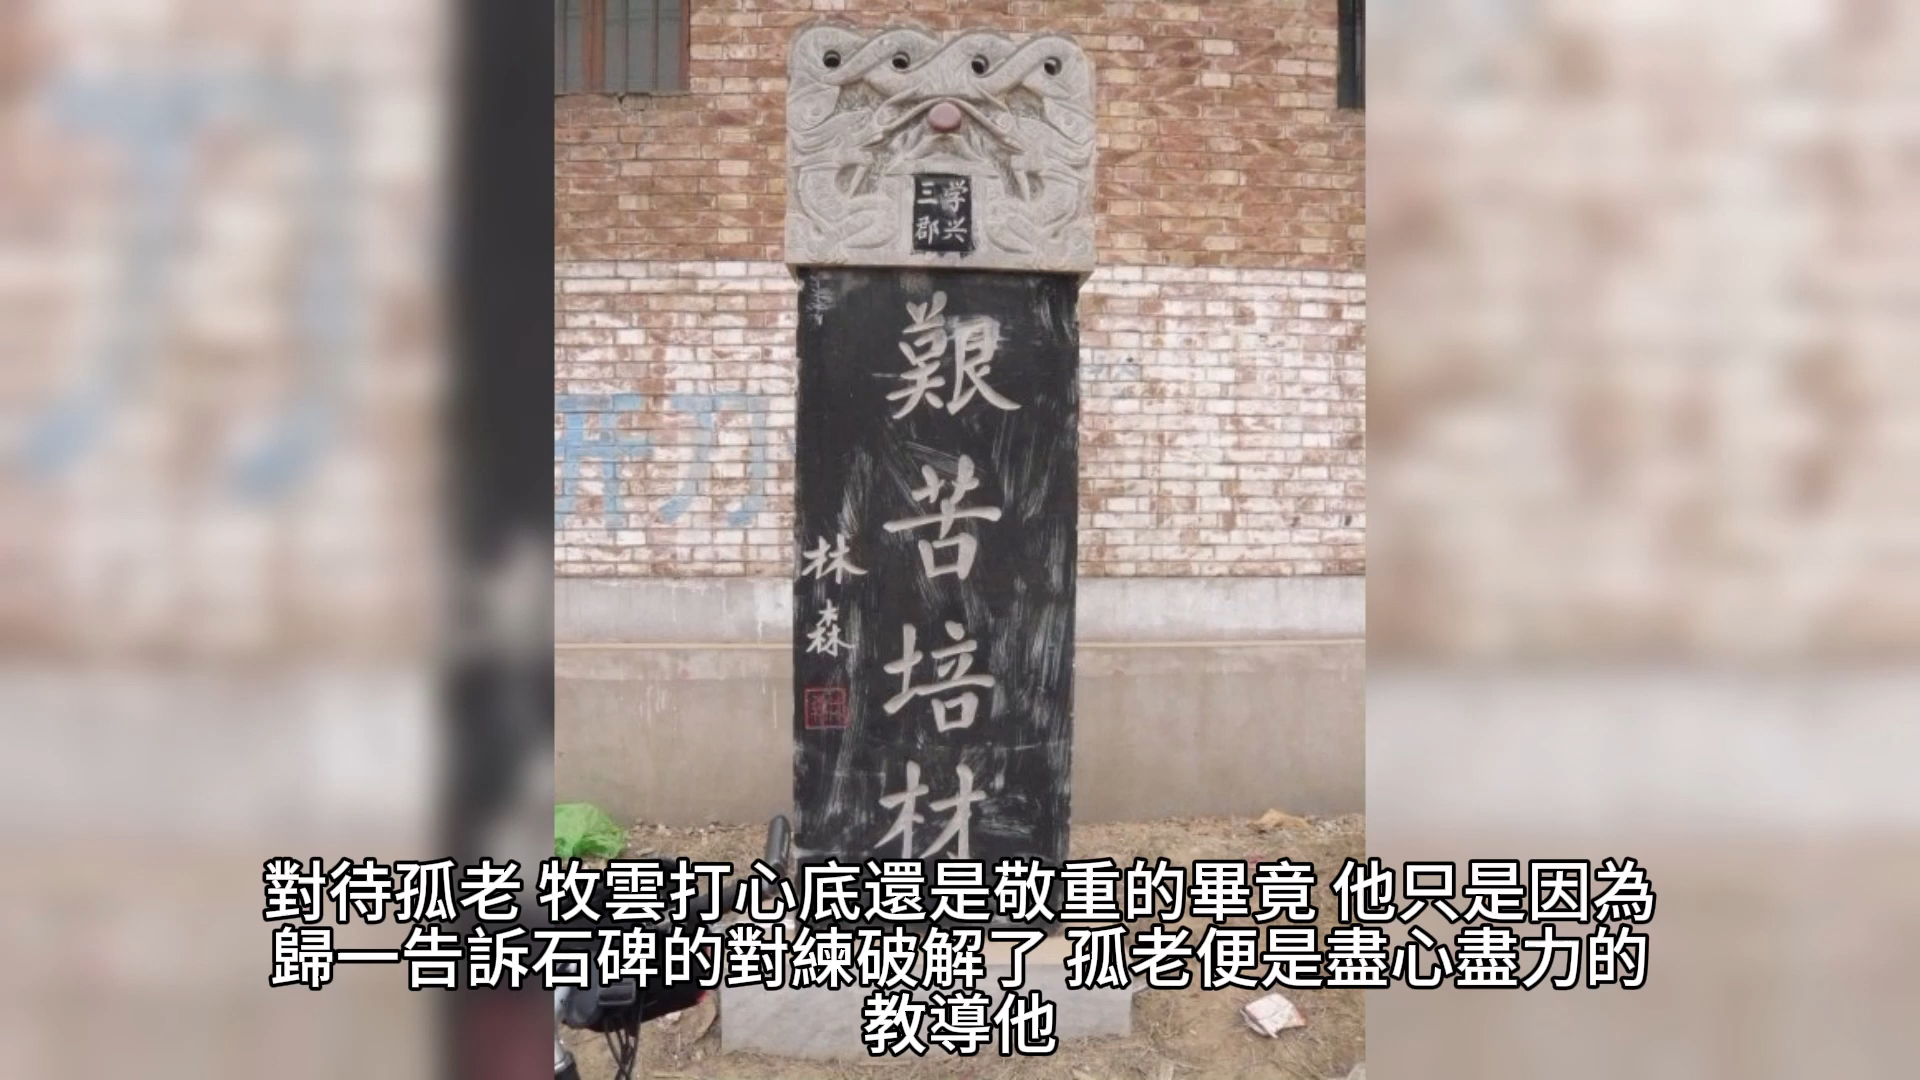 学兴
三郡
艱苦培材
林森
开刀
對待孤老 牧雲打心底還是敬重的畢竟 他只是因為
歸一告訴石碑的對練破解了 孤老便是盡心盡力的
教導他